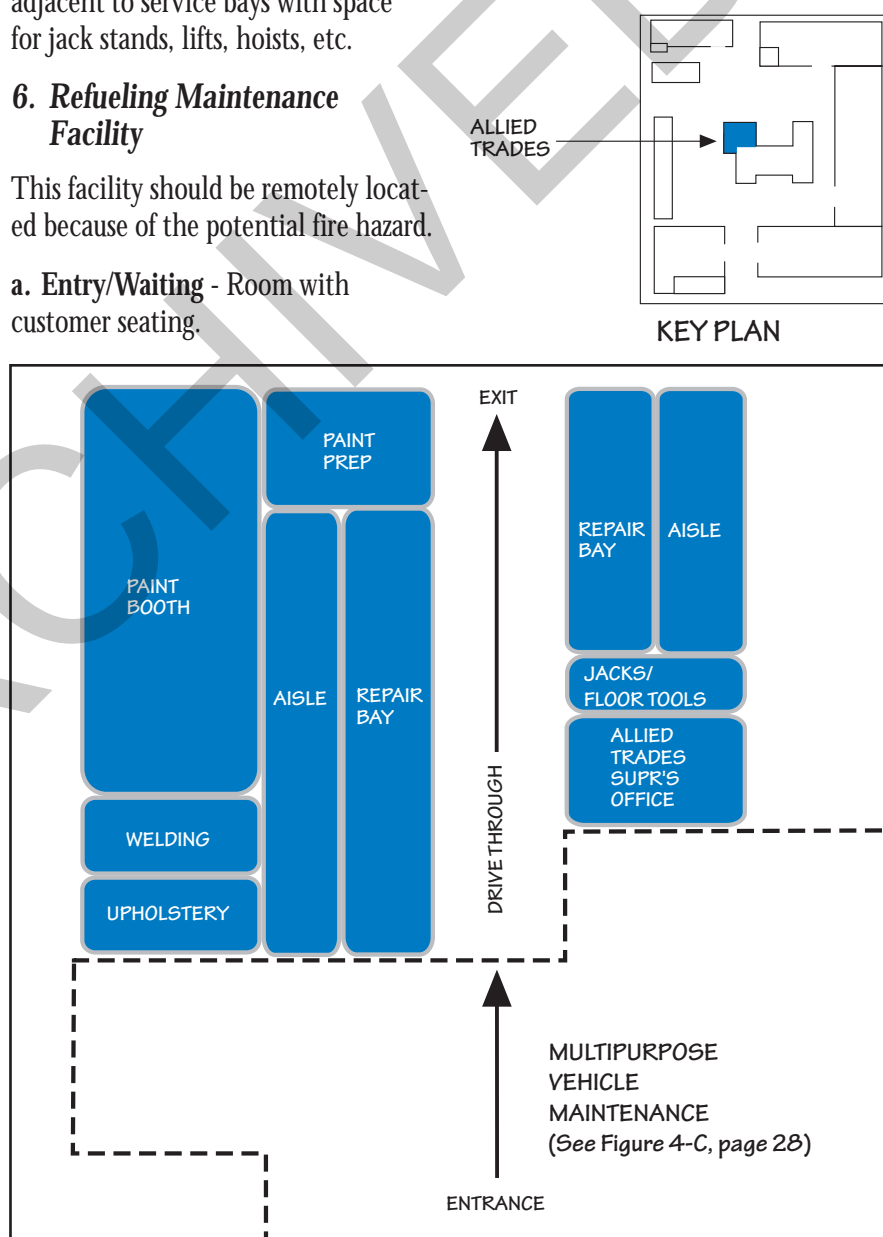 adjacent to service bays with space
for jack stands, lifts, hoists, etc.
6. Refueling Maintenance
Facility
This facility should be remotely locat-
ed because of the potential fire hazard.
a. Entry/Waiting - Room with
customer seating.
ALLIED
TRADES
KEY PLAN
EXIT
PAINT
PREP
REPAIR
BAY
AISLE
PAINT
BOOTH
AISLE
REPAIR
BAY
JACKS/
FLOOR TOOLS
ALLIED
TRADES
SUPR'S
OFFICE
DRIVE THROUGH
WELDING
UPHOLSTERY
MULTIPURPOSE
VEHICLE
MAINTENANCE
(See Figure 4-C, page 28)
ENTRANCE